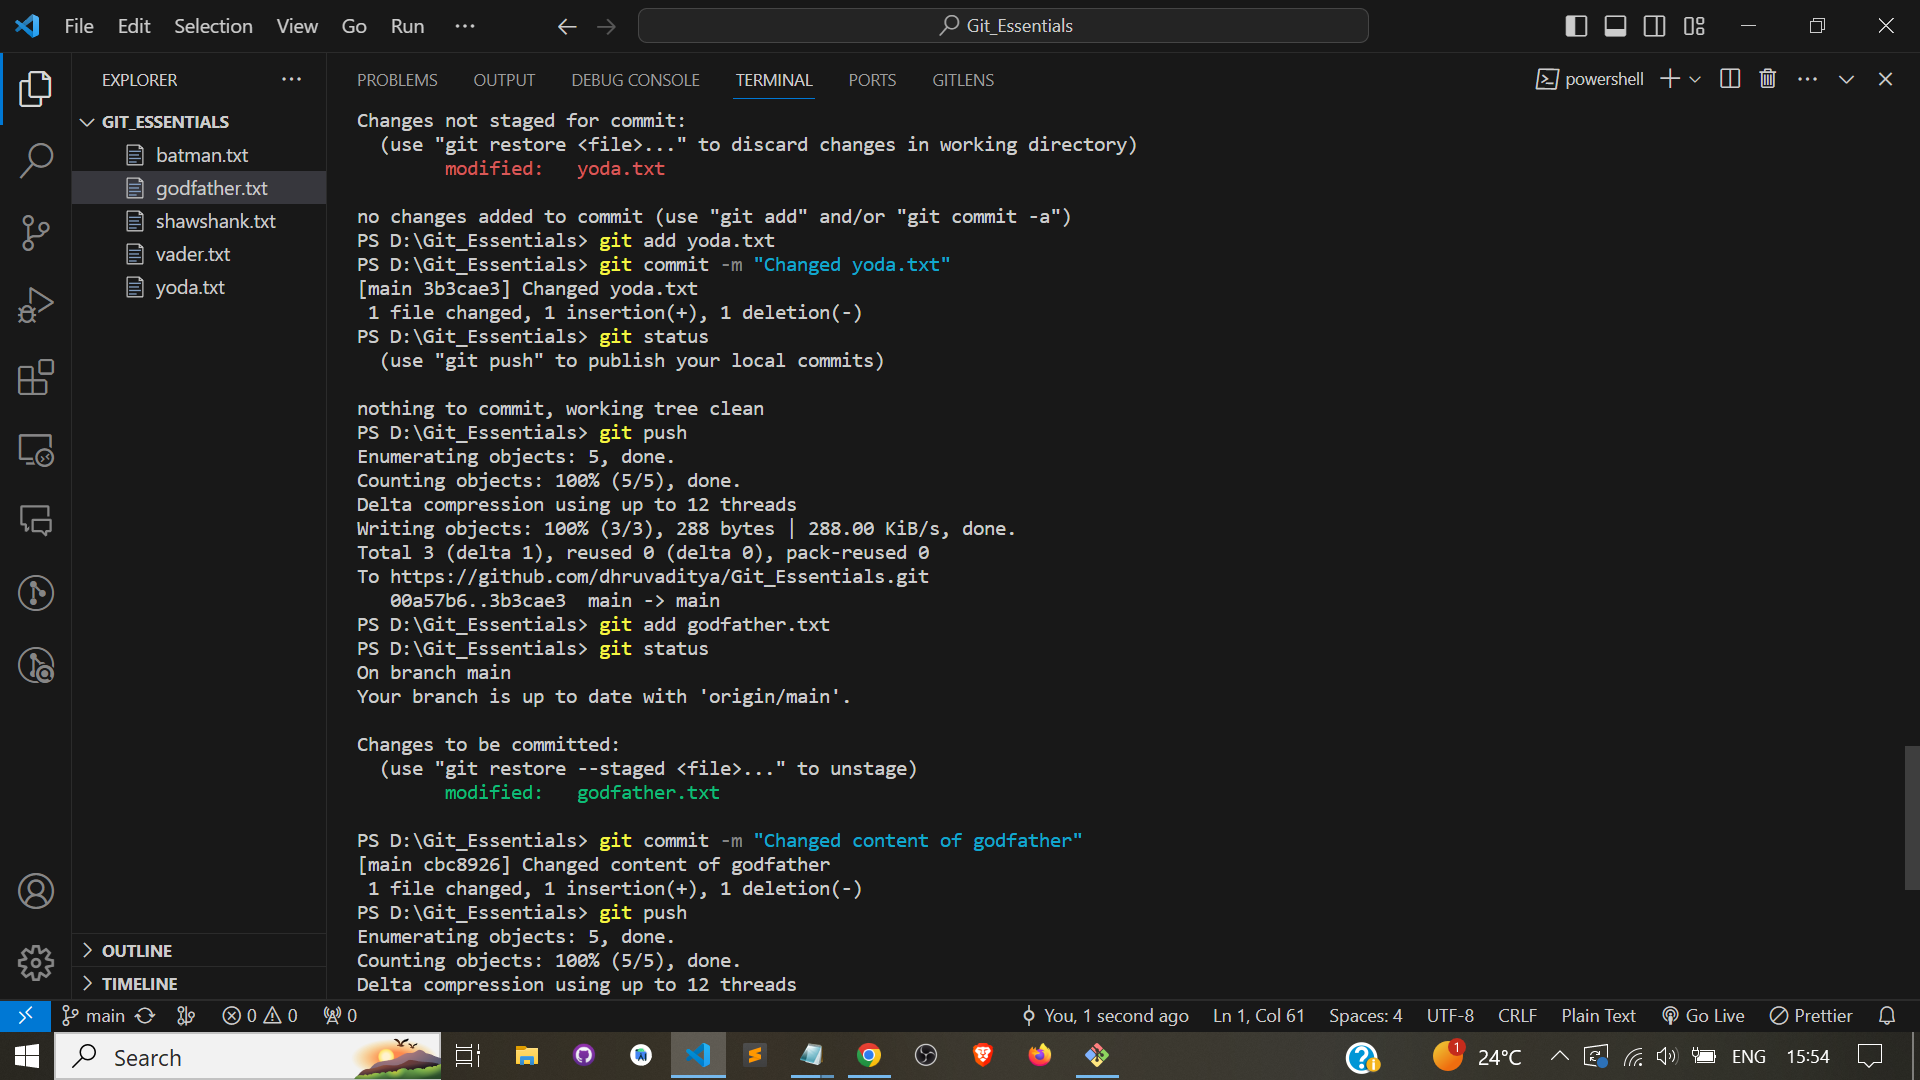 File Edit Selection View Go Run ···
Git_Essentials
EXPLORER
GIT_ESSENTIALS
batman.txt
godfather.txt
shawshank.txt
vader.txt
yoda.txt
OUTLINE
TIMELINE
PROBLEMS OUTPUT DEBUG CONSOLE TERMINAL PORTS GITLENS
powershell
Changes not staged for commit:
  (use "git restore <file>..." to discard changes in working directory)
        modified:   yoda.txt
no changes added to commit (use "git add" and/or "git commit -a")
PS D:\Git_Essentials> git add yoda.txt
PS D:\Git_Essentials> git commit -m "Changed yoda.txt"
[main 3b3cae3] Changed yoda.txt
 1 file changed, 1 insertion(+), 1 deletion(-)
PS D:\Git_Essentials> git status
  (use "git push" to publish your local commits)
nothing to commit, working tree clean
PS D:\Git_Essentials> git push
Enumerating objects: 5, done.
Counting objects: 100% (5/5), done.
Delta compression using up to 12 threads
Writing objects: 100% (3/3), 288 bytes | 288.00 KiB/s, done.
Total 3 (delta 1), reused 0 (delta 0), pack-reused 0
To https://github.com/dhruvaditya/Git_Essentials.git
   00a57b6..3b3cae3  main -> main
PS D:\Git_Essentials> git add godfather.txt
PS D:\Git_Essentials> git status
On branch main
Your branch is up to date with 'origin/main'.
Changes to be committed:
  (use "git restore --staged <file>..." to unstage)
        modified:   godfather.txt
PS D:\Git_Essentials> git commit -m "Changed content of godfather"
[main cbc8926] Changed content of godfather
 1 file changed, 1 insertion(+), 1 deletion(-)
PS D:\Git_Essentials> git push
Enumerating objects: 5, done.
Counting objects: 100% (5/5), done.
Delta compression using up to 12 threads
main 0 0 0 You, 1 second ago Ln 1, Col 61 Spaces: 4 UTF-8 CRLF Plain Text Go Live Prettier
Search 1 24°C ENG 15:54